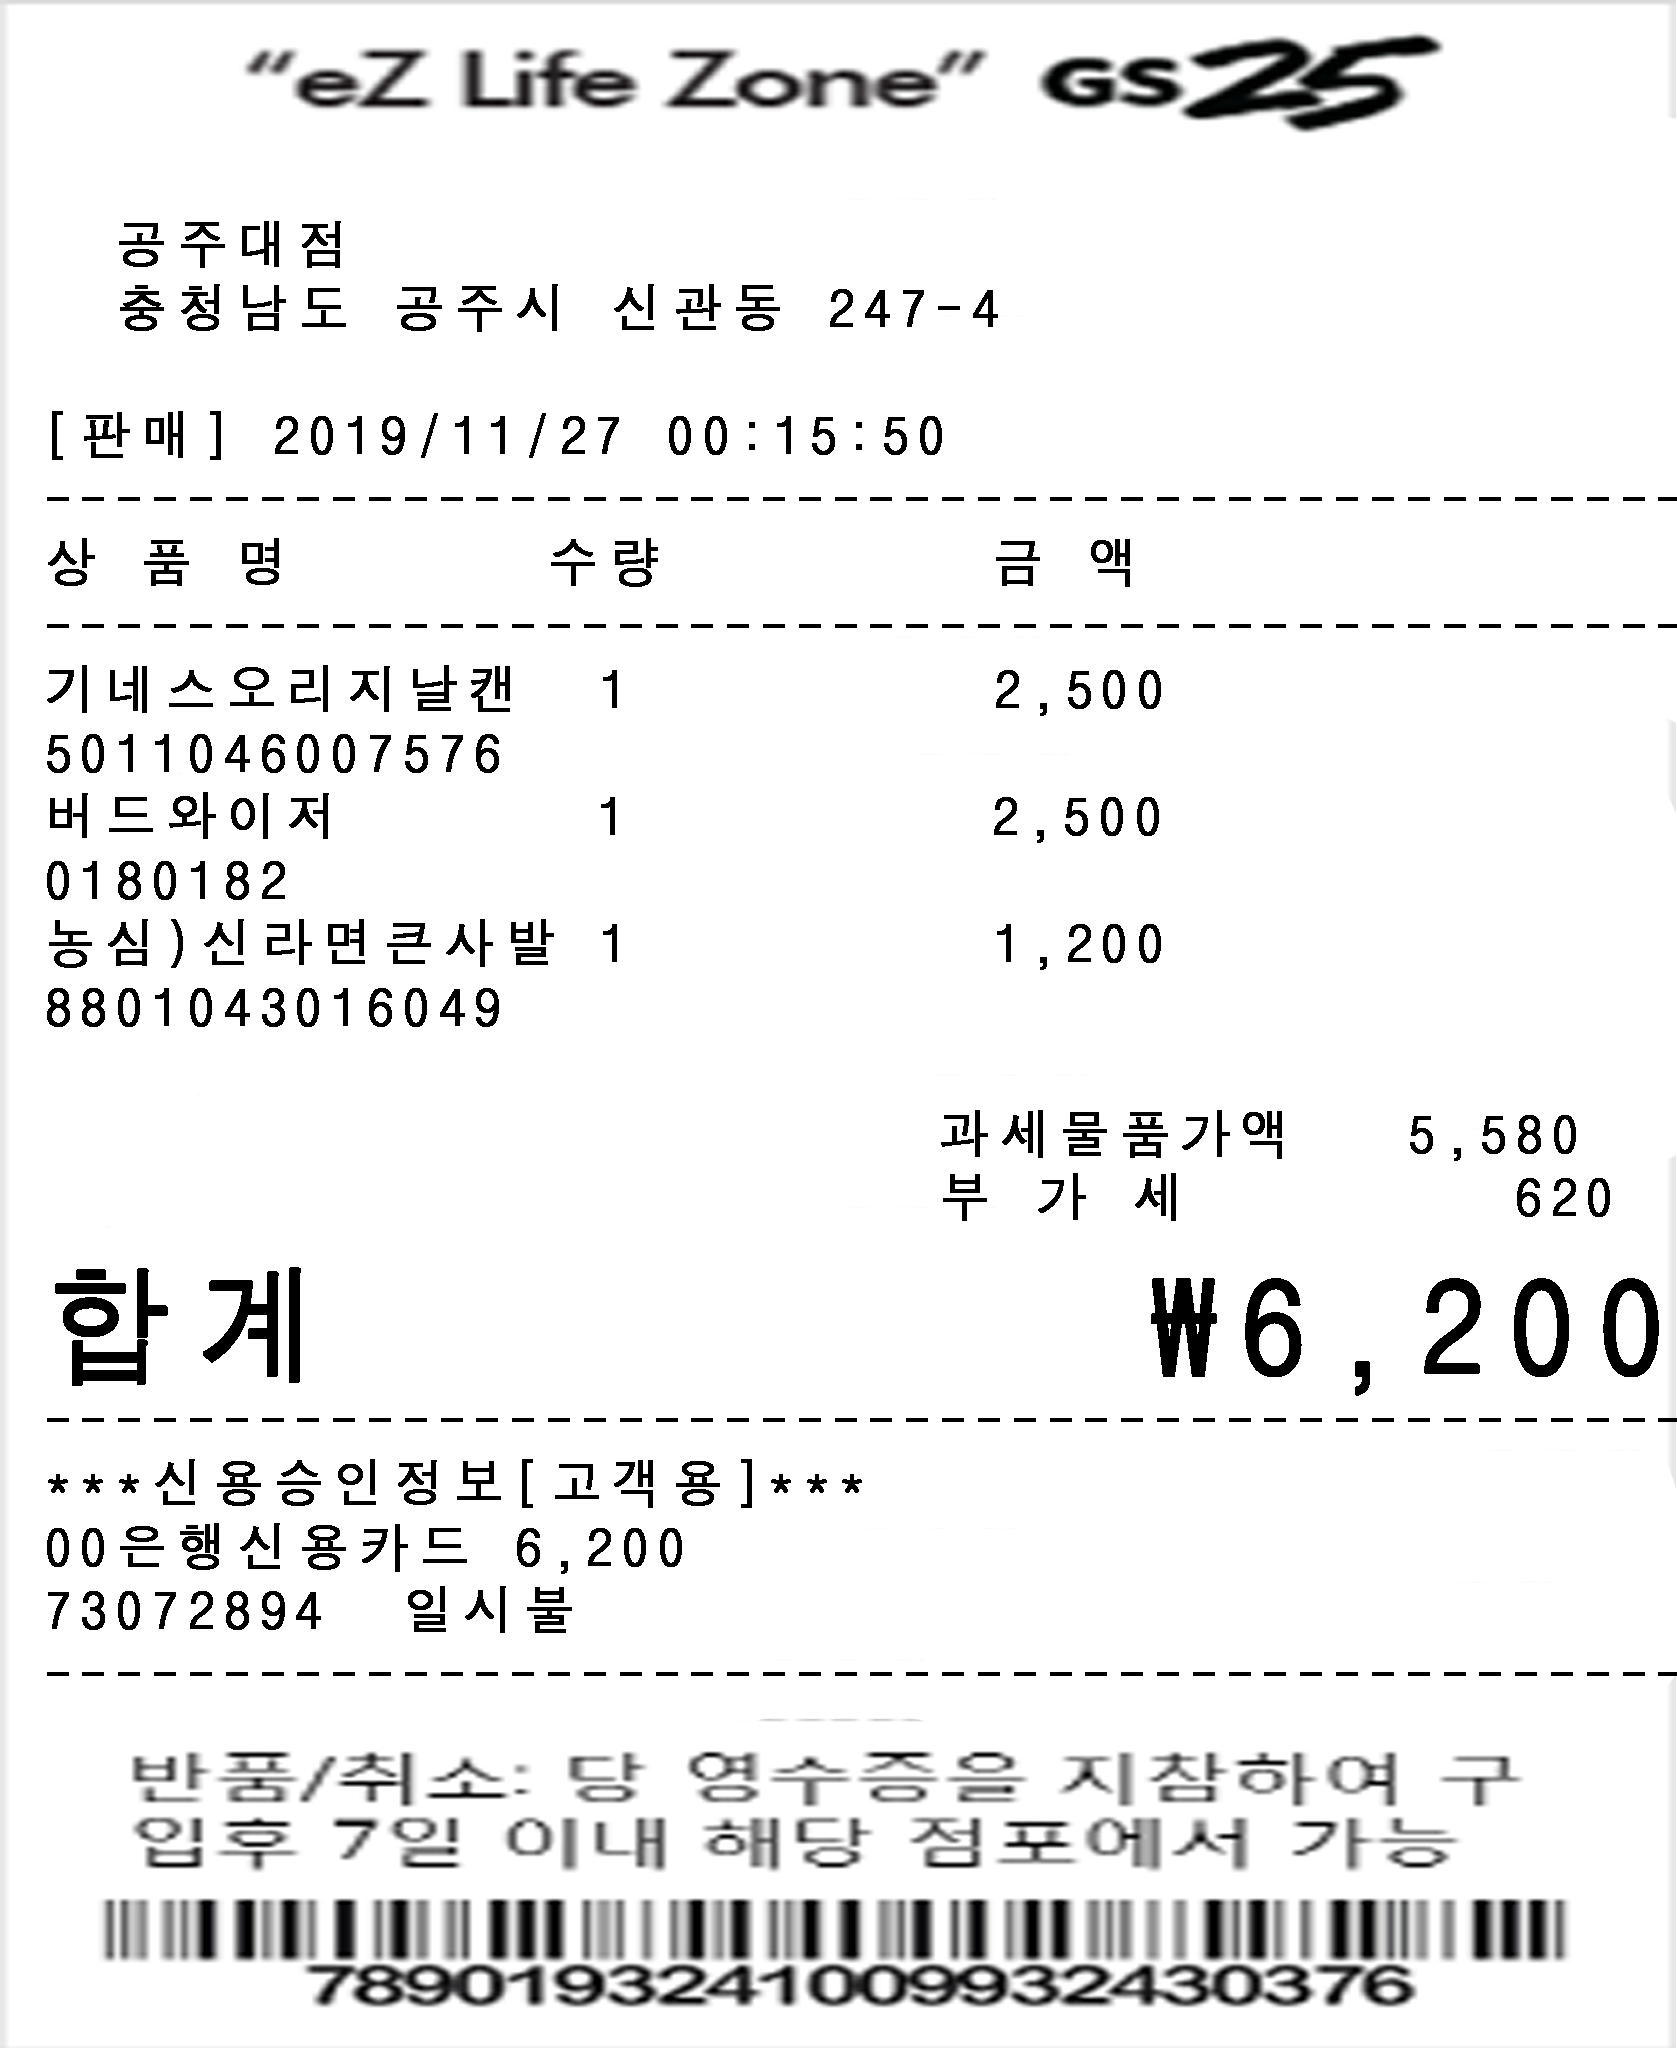 “eZ Life Zone” GS25
공주대점
충청남도 공주시 신관동 247-4
[판매] 2019/11/27 00:15:50
상 품 명 수량 금 액
기네스오리지날캔 1 2,500
5011046007576
버드와이저 1 2,500
0180182
농심)신라면큰사발 1 1,200
8801043016049
과세물품가액 5,580
부 가 세 620
합계 ₩6,200
***신용승인정보[고객용]***
00은행신용카드 6,200
73072894 일시불
반품/취소: 당 영수증을 지참하여 구
입후 7일 이내 해당 점포에서 가능
7890193241009932430376